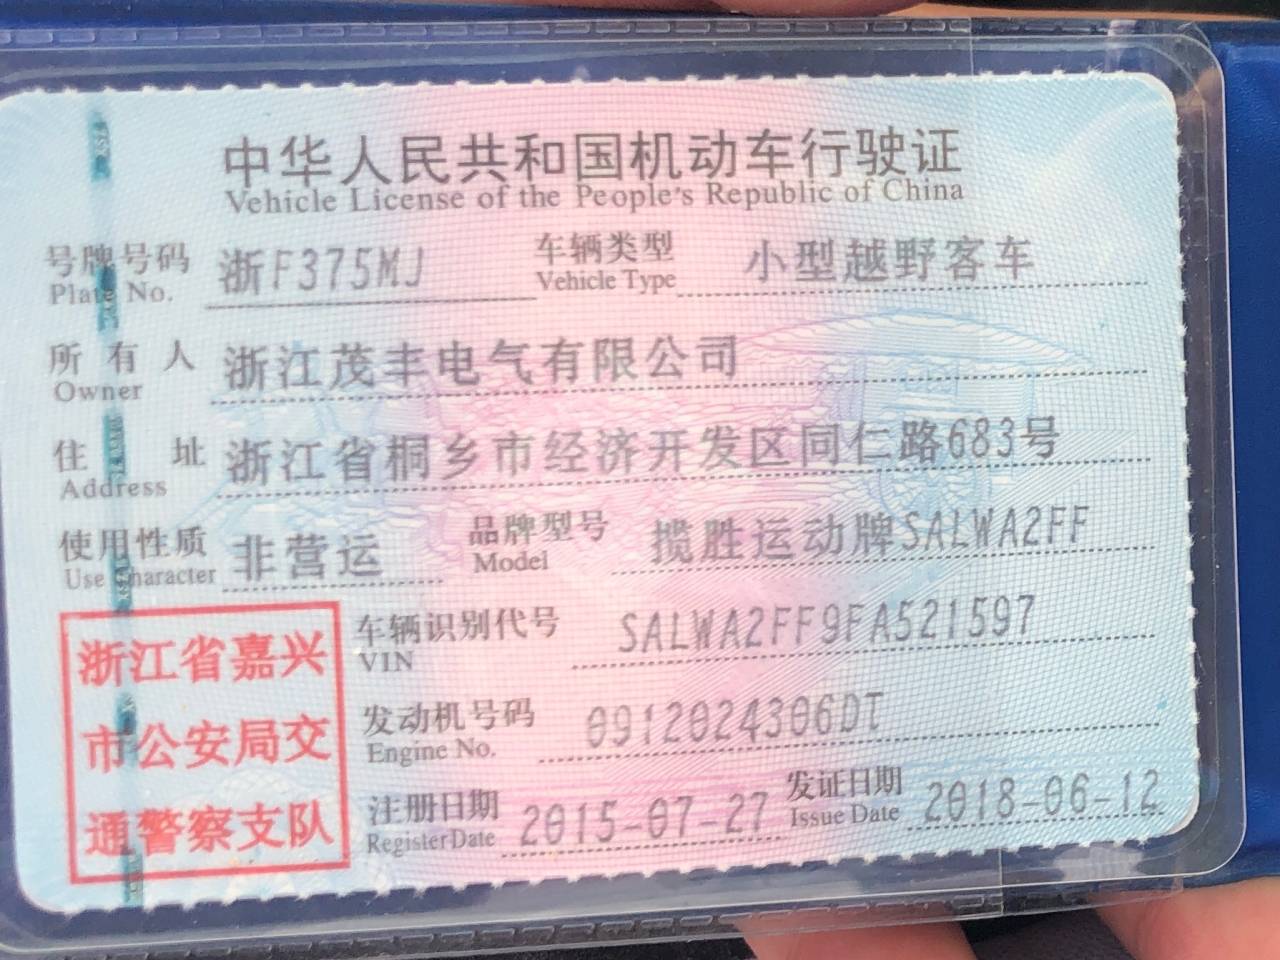 中华人民共和国机动车行驶证
Vehicle License of the People's Republic of China
号牌号码 浙F375MJ 车辆类型 小型越野客车
Plate No. Vehicle Type
所有人 浙江茂丰电气有限公司
Owner
住址 浙江省桐乡市经济开发区同仁路683号
Address
使用性质 非营运 品牌型号 揽胜运动牌SALWA2FF
Use Character Model
车辆识别代号 SALWA2FF9FA521597
VIN
发动机号码 0912024306DT
Engine No.
注册日期 2015-07-27 发证日期 2018-06-12
Register Date Issue Date
浙江省嘉兴
市公安局交
通警察支队